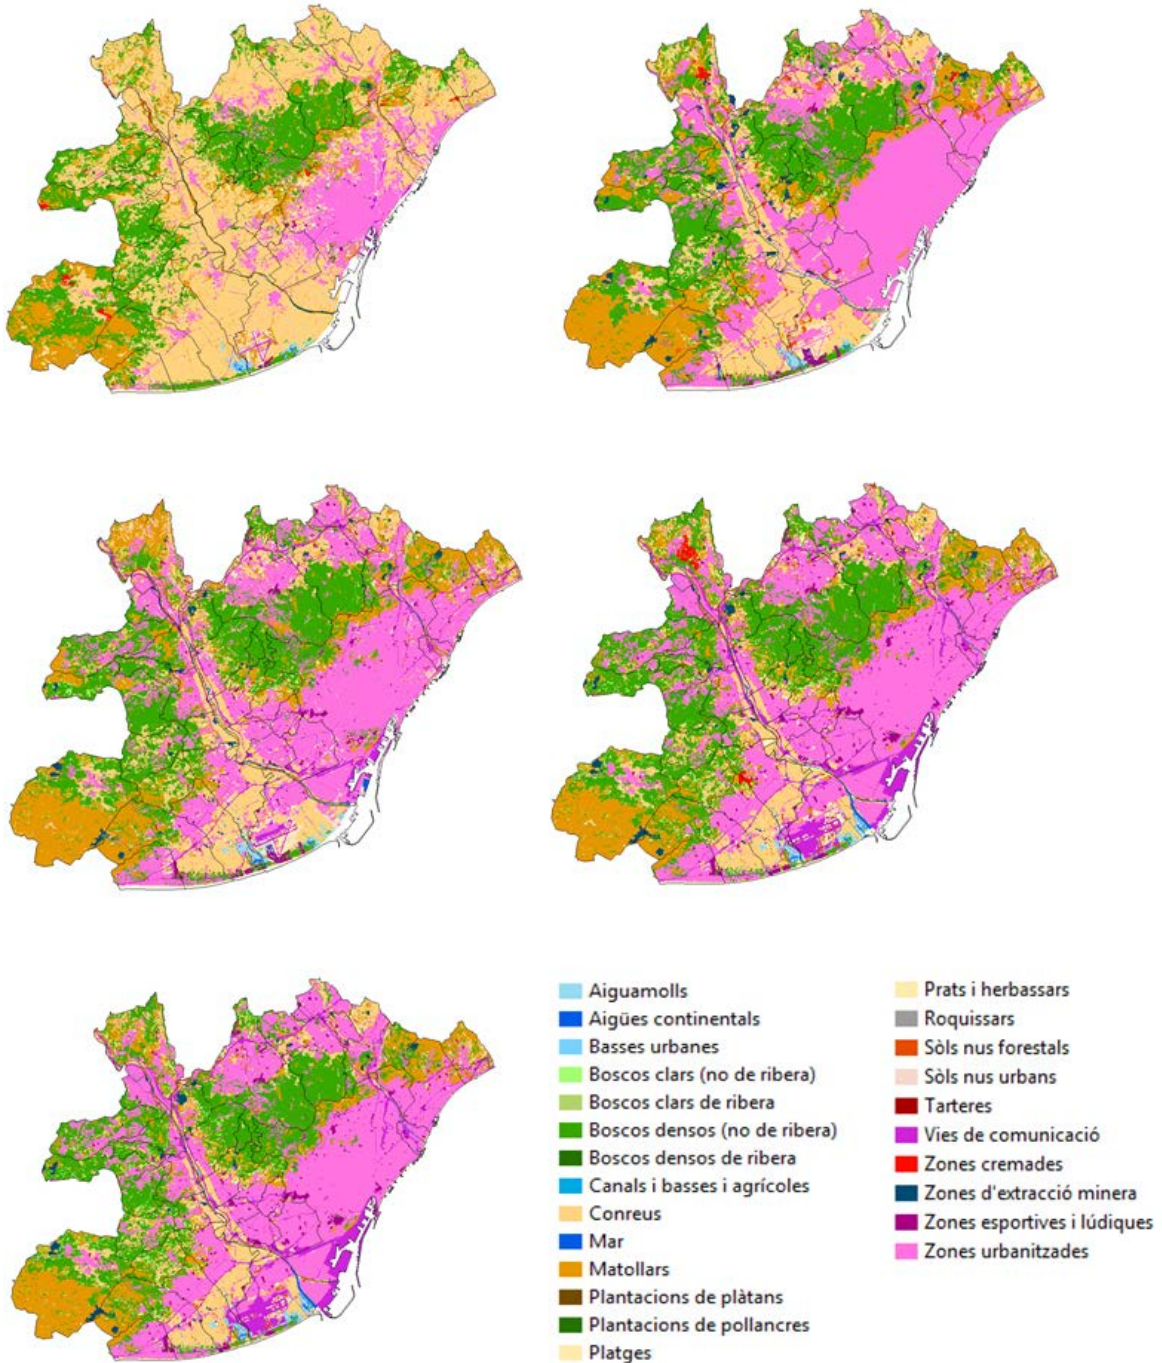 Aiguamolls
Aigües continentals
Basses urbanes
Boscos clars (no de ribera)
Boscos clars de ribera
Boscos densos (no de ribera)
Boscos densos de ribera
Canals i basses i agrícoles
Conreus
Mar
Matollars
Plantacions de plàtans
Plantacions de pollancres
Platges
Prats i herbassars
Roquissars
Sòls nus forestals
Sòls nus urbans
Tarteres
Vies de comunicació
Zones cremades
Zones d'extracció minera
Zones esportives i lúdiques
Zones urbanitzades